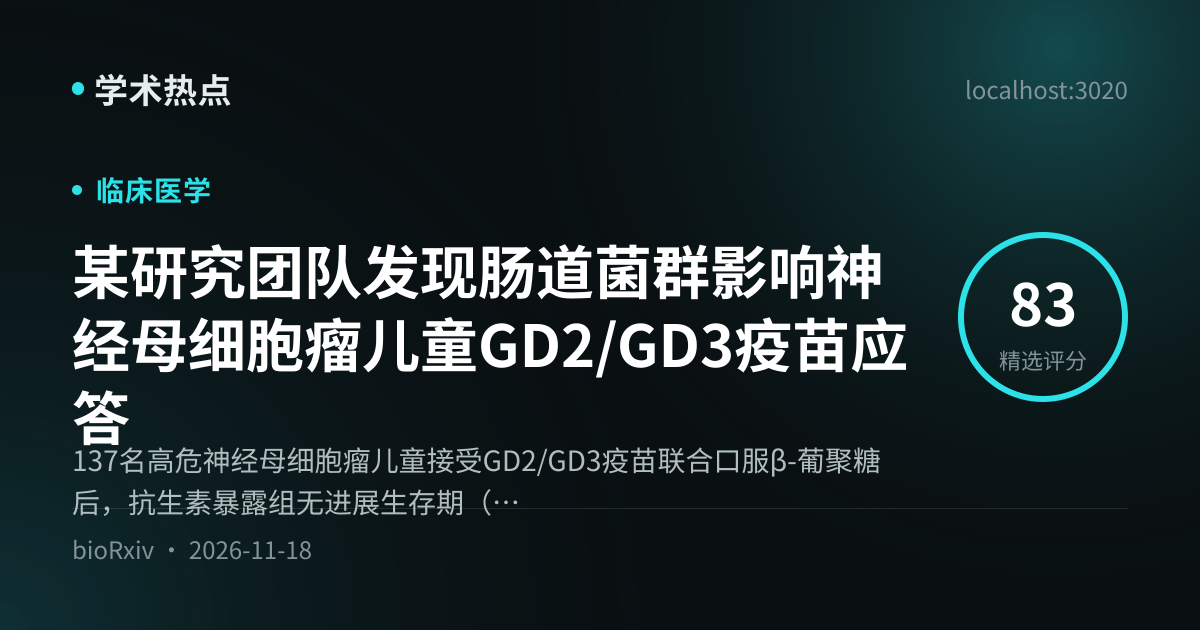 学术热点
localhost:3020
临床医学
某研究团队发现肠道菌群影响神
经母细胞瘤儿童GD2/GD3疫苗应
答
83
精选评分
137名高危神经母细胞瘤儿童接受GD2/GD3疫苗联合口服β-葡聚糖
后，抗生素暴露组无进展生存期（…
bioRxiv · 2026-11-18